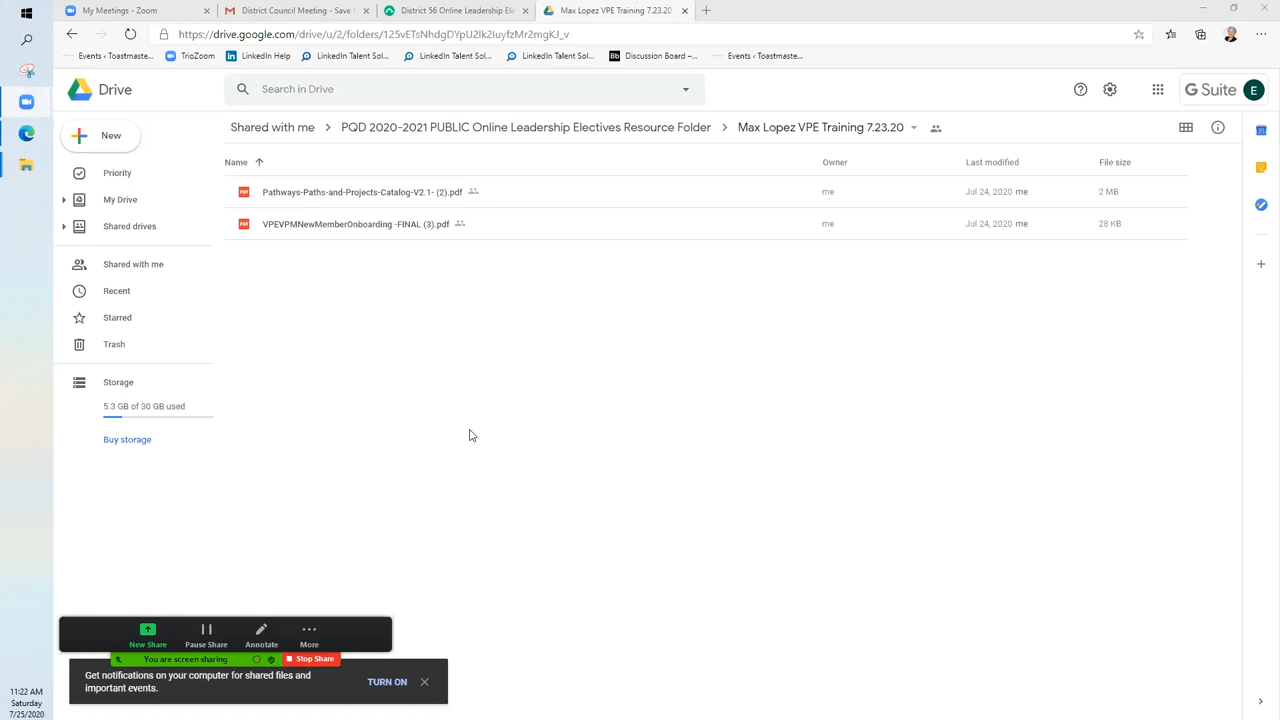 My Meetings - Zoom
District Council Meeting - Save t
District 56 Online Leadership Ele
Max Lopez VPE Training 7.23.20
https://drive.google.com/drive/u/2/folders/125vETsNhdgDYpU2lk2IuyfzMr2mgKJ_v
Events ‹ Toastmaste...
TrioZoom
LinkedIn Help
LinkedIn Talent Sol...
LinkedIn Talent Sol...
LinkedIn Talent Sol...
Bb Discussion Board –...
Events ‹ Toastmaste...
Drive
Search in Drive
G Suite
E
New
Shared with me > PQD 2020-2021 PUBLIC Online Leadership Electives Resource Folder > Max Lopez VPE Training 7.23.20
Name Owner Last modified File size
PDF Pathways-Paths-and-Projects-Catalog-V2.1- (2).pdf me Jul 24, 2020 me 2 MB
PDF VPEVPMNewMemberOnboarding -FINAL (3).pdf me Jul 24, 2020 me 28 KB
Priority
My Drive
Shared drives
Shared with me
Recent
Starred
Trash
Storage
5.3 GB of 30 GB used
Buy storage
New Share
Pause Share
Annotate
More
You are screen sharing
Stop Share
Get notifications on your computer for shared files and
important events.
TURN ON
11:22 AM
Saturday
7/25/2020